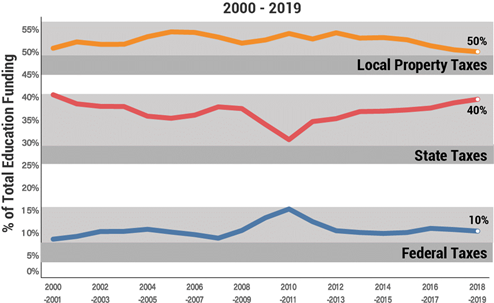 2000 - 2019
% of Total Education Funding
55%
50%
45%
40%
35%
30%
25%
20%
15%
10%
5%
0%
50%
Local Property Taxes
40%
State Taxes
10%
Federal Taxes
2000 2002 2004 2006 2008 2010 2012 2014 2016 2018
-2001 -2003 -2005 -2007 -2009 -2011 -2013 -2015 -2017 -2019